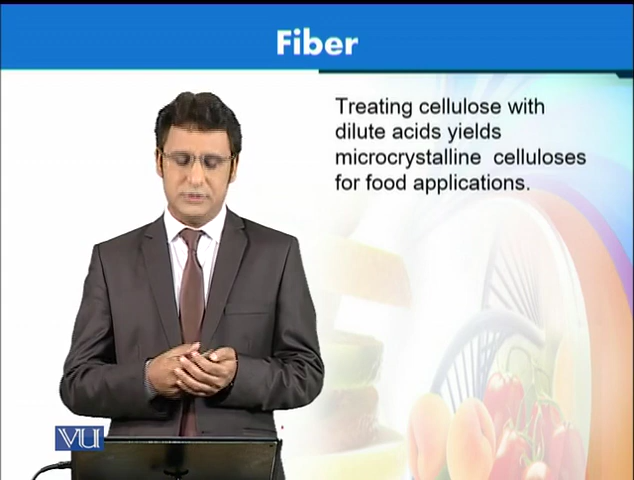 Fiber
Treating cellulose with
dilute acids yields
microcrystalline celluloses
for food applications.
VU